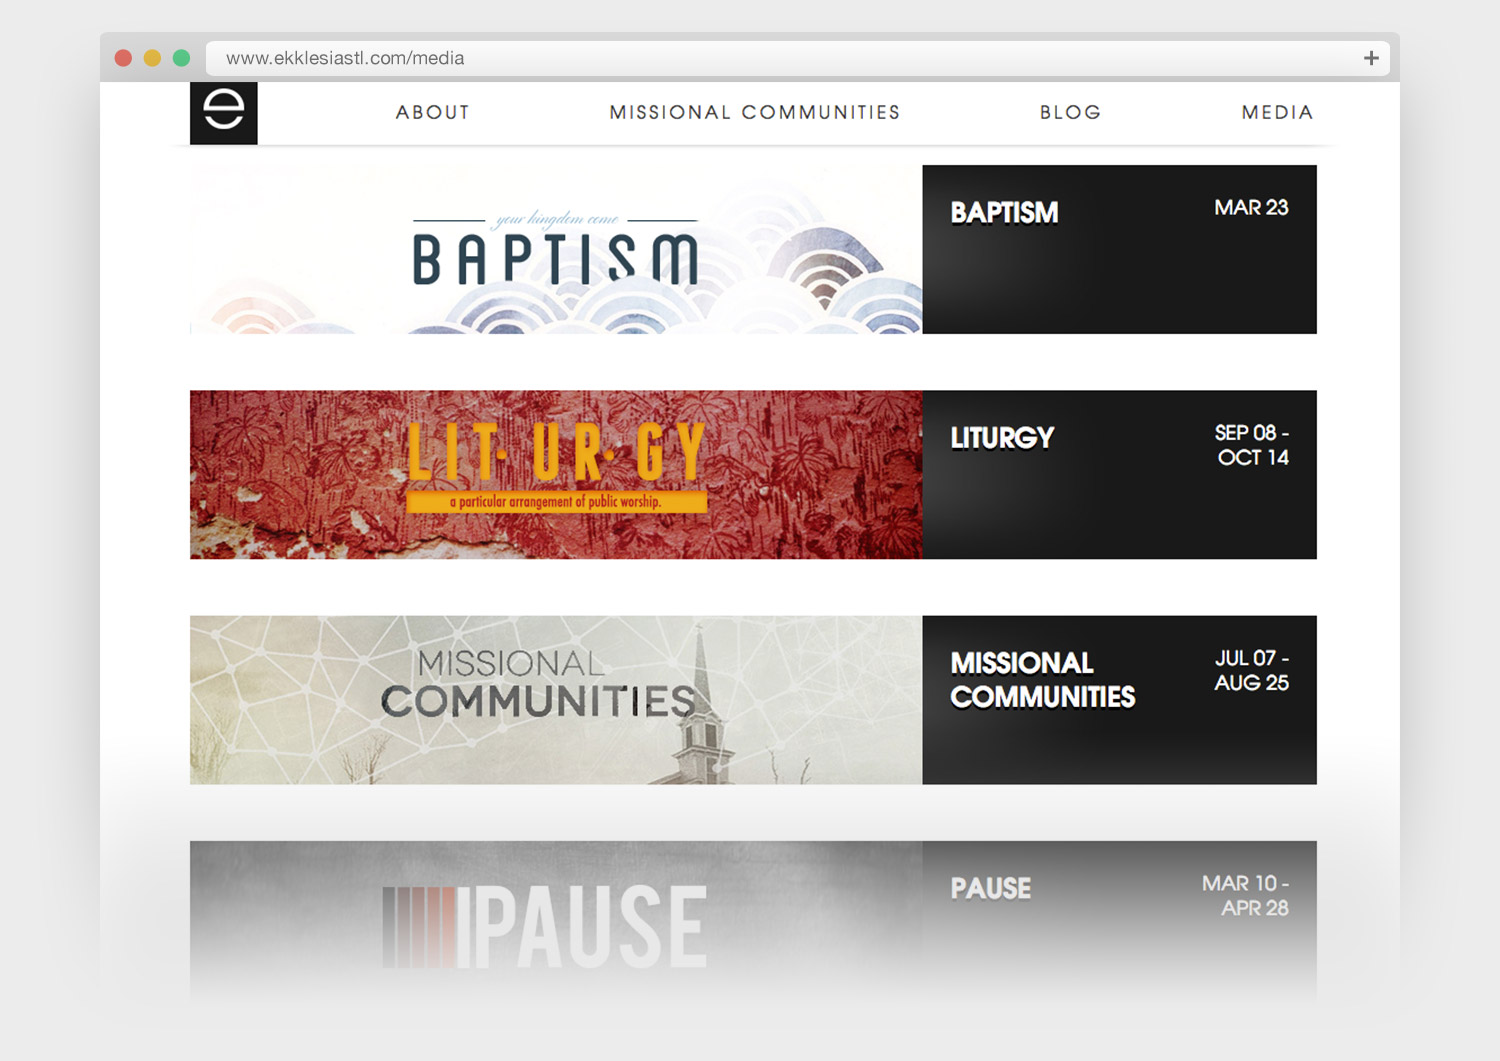 www.ekklesiastl.com/media +
e
ABOUT MISSIONAL COMMUNITIES BLOG MEDIA
your kingdom come
BAPTISM
BAPTISM MAR 23
LIT·UR·GY
a particular arrangement of public worship.
LITURGY SEP 08 -
OCT 14
MISSIONAL
COMMUNITIES
MISSIONAL JUL 07 -
COMMUNITIES AUG 25
PAUSE
PAUSE MAR 10 -
APR 28